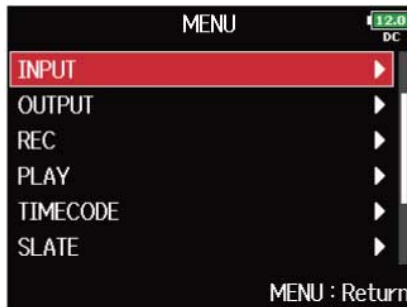 MENU
12.0
DC
INPUT
OUTPUT
REC
PLAY
TIMECODE
SLATE
MENU : Return